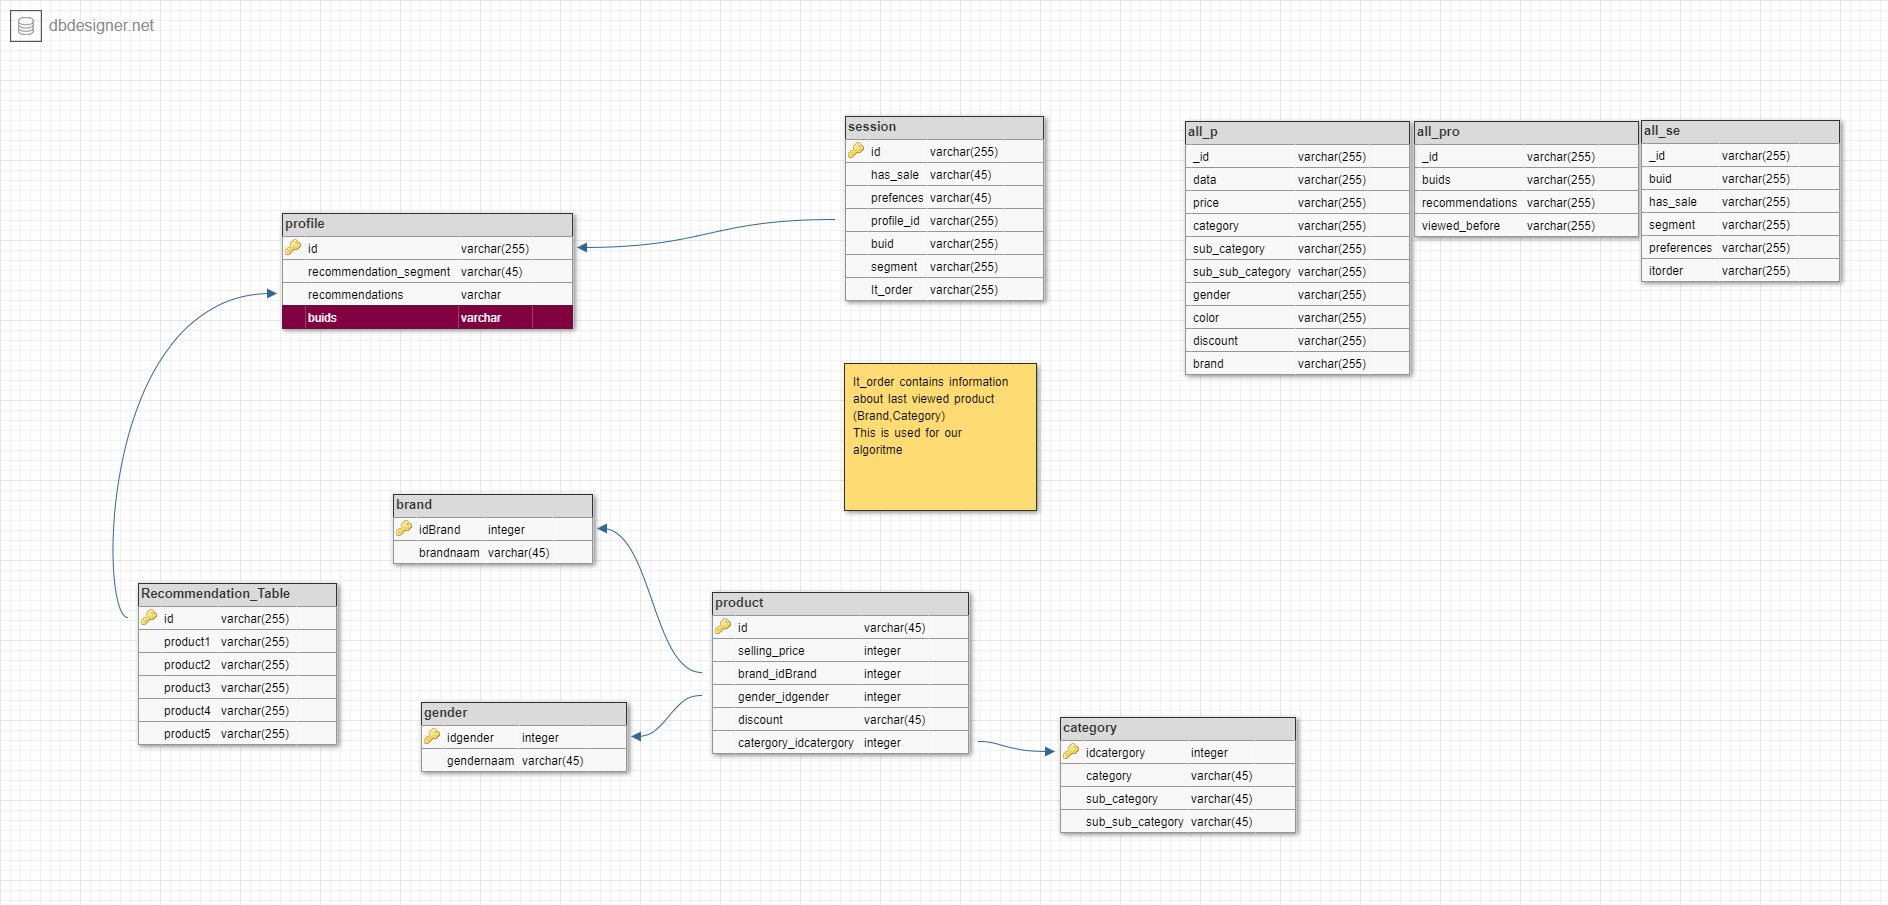 dbdesigner.net
session
id varchar(255)
has_sale varchar(45)
prefences varchar(45)
profile_id varchar(255)
buid varchar(255)
segment varchar(255)
It_order varchar(255)
all_p
_id varchar(255)
data varchar(255)
price varchar(255)
category varchar(255)
sub_category varchar(255)
sub_sub_category varchar(255)
gender varchar(255)
color varchar(255)
discount varchar(255)
brand varchar(255)
all_pro
_id varchar(255)
buids varchar(255)
recommendations varchar(255)
viewed_before varchar(255)
all_se
_id varchar(255)
buid varchar(255)
has_sale varchar(255)
segment varchar(255)
preferences varchar(255)
itorder varchar(255)
profile
id varchar(255)
recommendation_segment varchar(45)
recommendations varchar
buids varchar
It_order contains information
about last viewed product
(Brand,Category)
This is used for our
algoritme
brand
idBrand integer
brandnaam varchar(45)
Recommendation_Table
id varchar(255)
product1 varchar(255)
product2 varchar(255)
product3 varchar(255)
product4 varchar(255)
product5 varchar(255)
product
id varchar(45)
selling_price integer
brand_idBrand integer
gender_idgender integer
discount varchar(45)
catergory_idcatergory integer
gender
idgender integer
gendernaam varchar(45)
category
idcatergory integer
category varchar(45)
sub_category varchar(45)
sub_sub_category varchar(45)